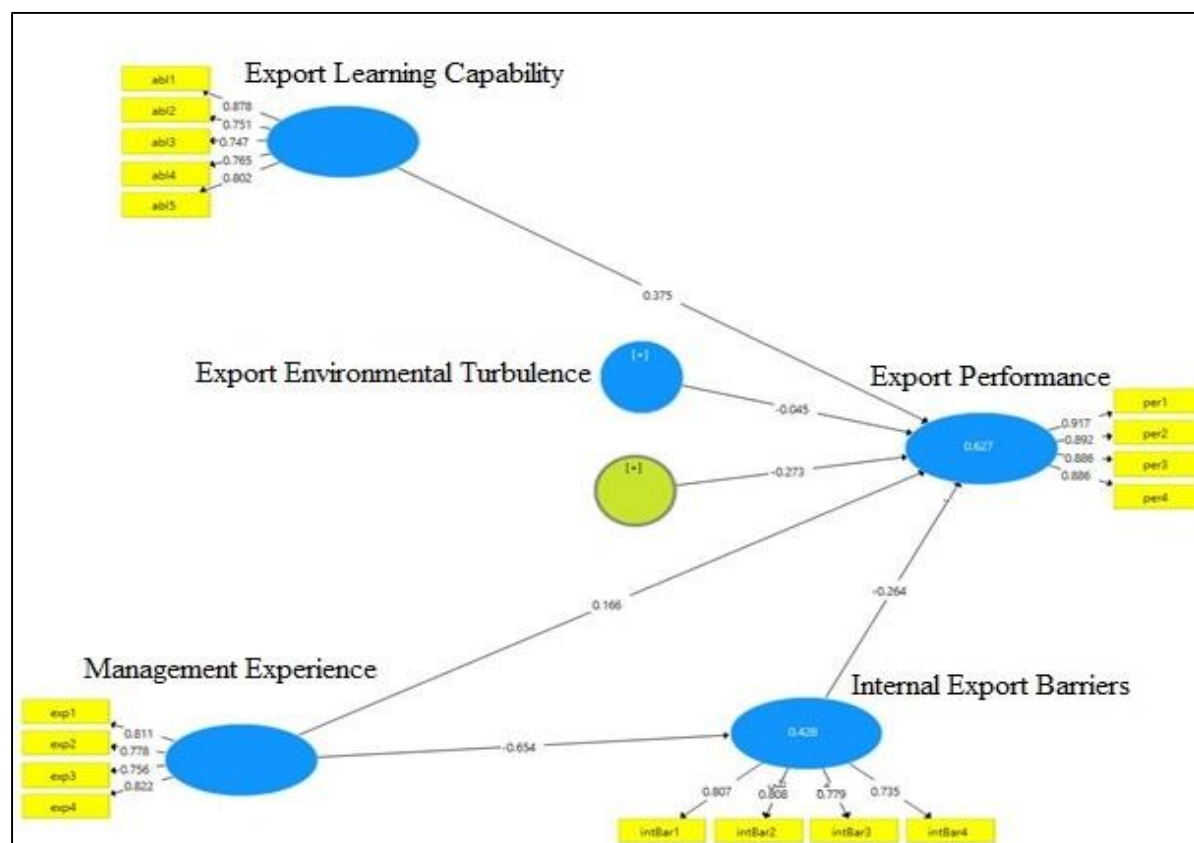 Export Learning Capability
abl1
abl2
abl3
abl4
abl5
0.878
0.751
0.747
0.765
0.802
0.375
Export Environmental Turbulence
[+]
-0.045
[+]
-0.273
Export Performance
0.627
per1
per2
per3
per4
0.917
0.892
0.886
0.886
0.166
-0.264
Management Experience
exp1
exp2
exp3
exp4
0.811
0.778
0.756
0.822
-0.654
Internal Export Barriers
0.428
0.807
0.808
0.779
0.735
intBar1
intBar2
intBar3
intBar4